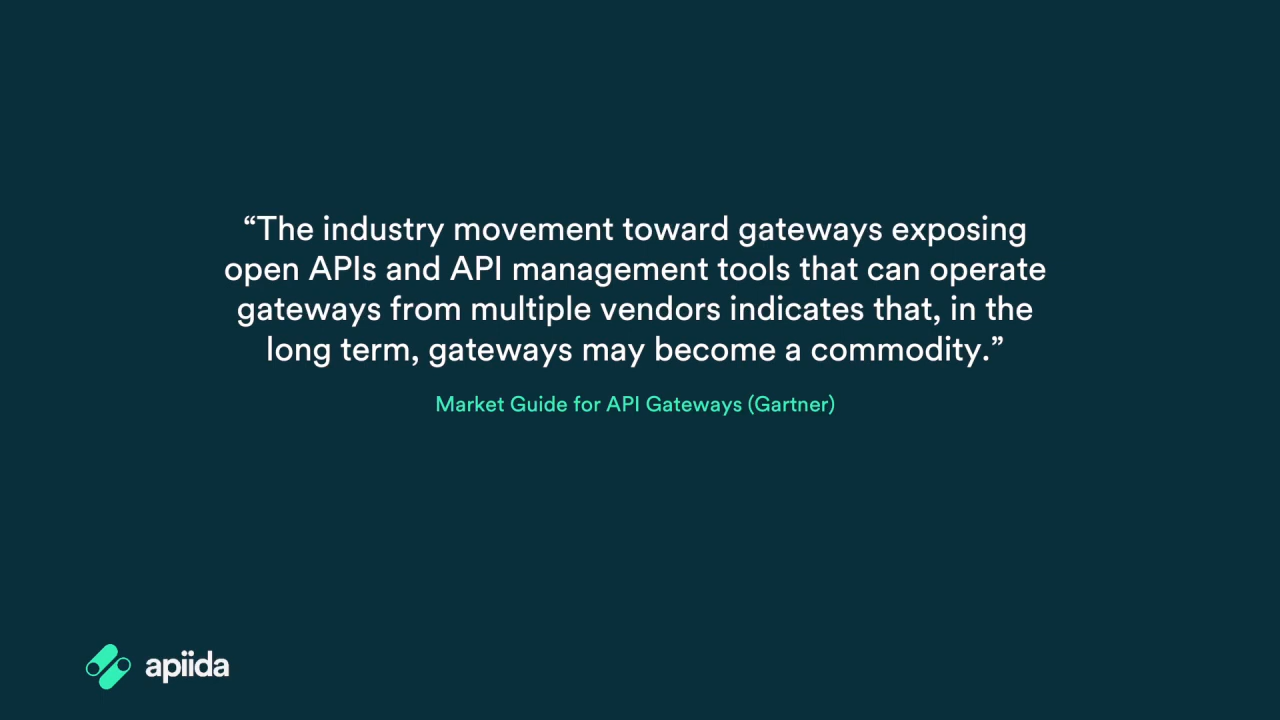 “The industry movement toward gateways exposing
open APIs and API management tools that can operate
gateways from multiple vendors indicates that, in the
long term, gateways may become a commodity.”
Market Guide for API Gateways (Gartner)
apiida